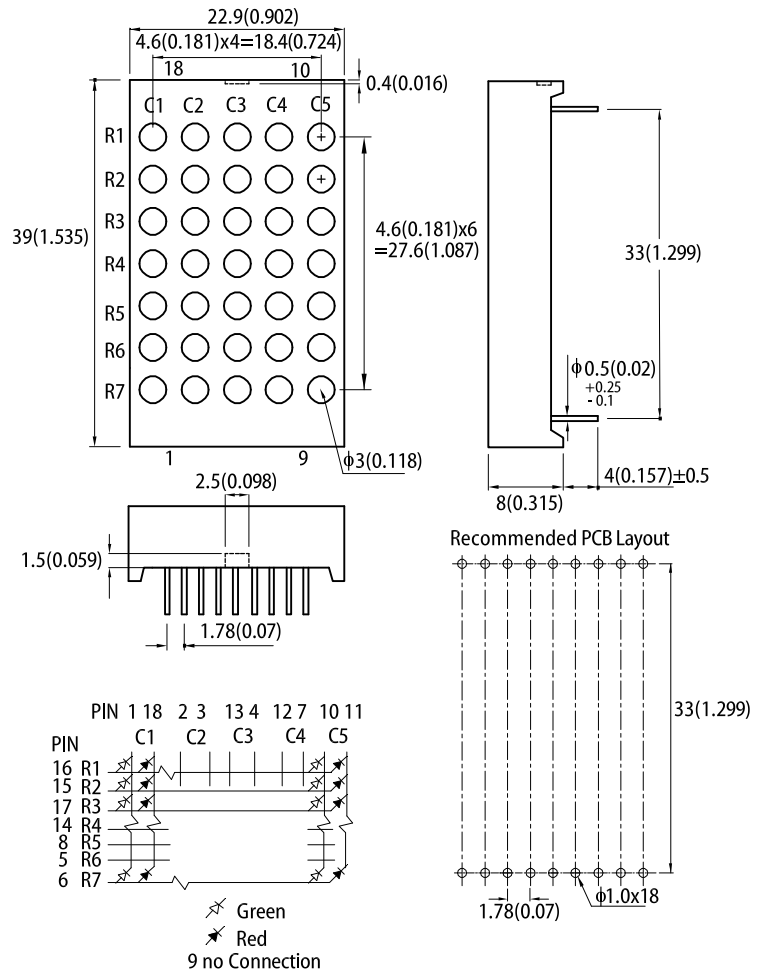 22.9(0.902)
4.6(0.181)x4=18.4(0.724)
18 10
0.4(0.016)
C1 C2 C3 C4 C5
R1
R2
R3
R4
R5
R6
R7
39(1.535)
4.6(0.181)x6
=27.6(1.087)
1 9
ϕ3(0.118)
33(1.299)
ϕ0.5(0.02)
+0.25
- 0.1
4(0.157)±0.5
8(0.315)
2.5(0.098)
1.5(0.059)
1.78(0.07)
Recommended PCB Layout
33(1.299)
ϕ1.0x18
1.78(0.07)
PIN 1 18 2 3 13 4 12 7 10 11
C1 C2 C3 C4 C5
PIN
16 R1
15 R2
17 R3
14 R4
8 R5
5 R6
6 R7
Green
Red
9 no Connection